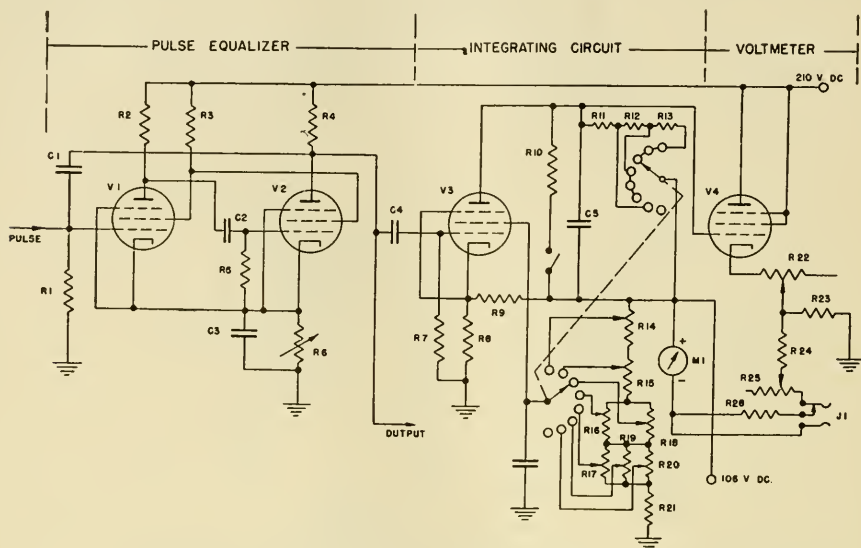 PULSE EQUALIZER
INTEGRATING CIRCUIT
VOLTMETER
210 V. DC
R2
R3
R4
R11
R12
R13
C1
R10
V1
V2
V3
V4
C5
C2
C4
PULSE
R22
R5
R1
R9
R23
R14
C3
R7
R8
R6
+
M1
-
R24
R15
R25
R26
J1
R16
R19
R18
OUTPUT
R17
R20
106 V DC.
R21